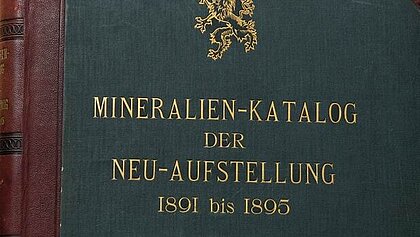 MINERALIEN-KATALOG
DER
NEU-AUFSTELLUNG
1891 bis 1895